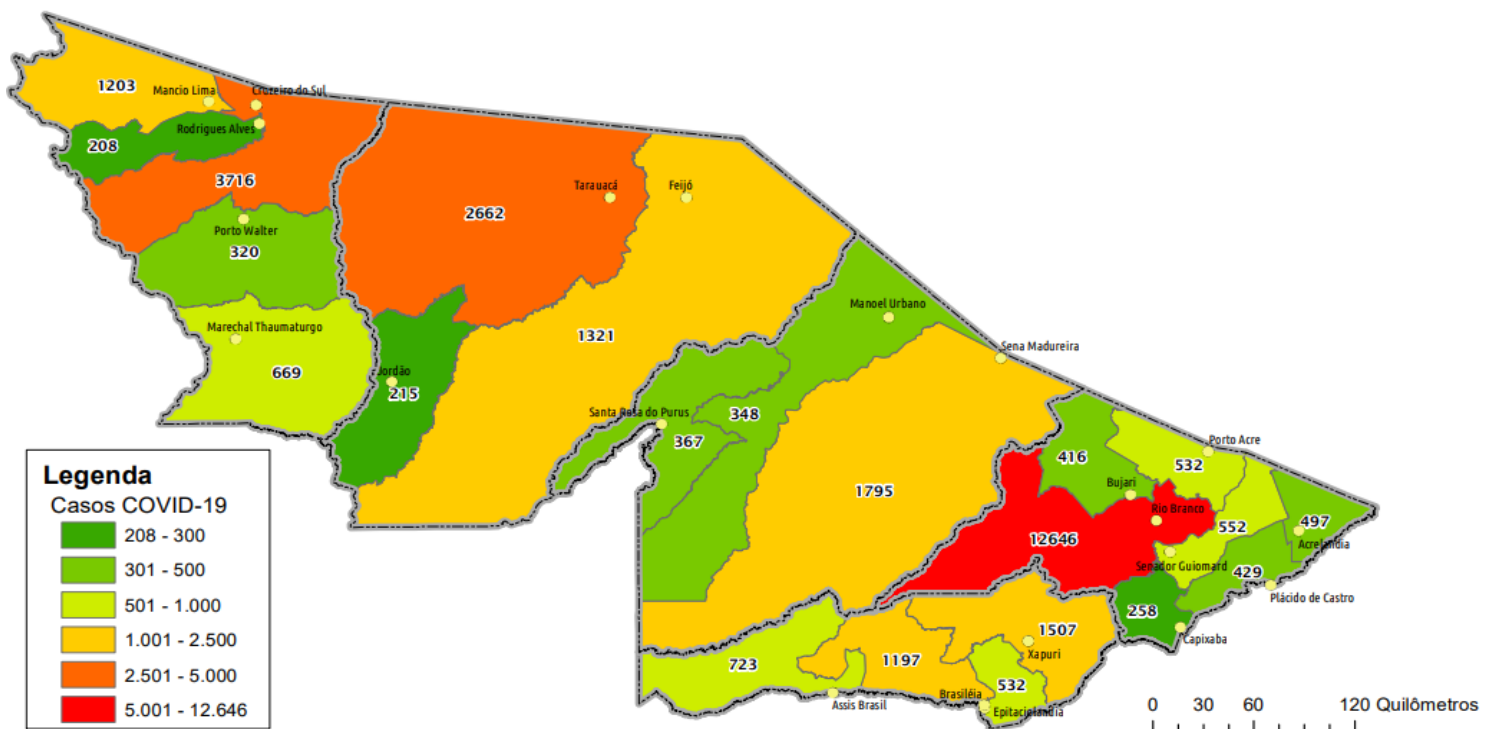 1203
Mancio Lima
Cruzeiro do Sul
Rodrigues Alves
208
3716
2662
Tarauacá
Feijó
Porto Walter
320
Manoel Urbano
Marechal Thaumaturgo
1321
Sena Madureira
669
Jordão
215
Santa Rosa do Purus
348
367
Porto Acre
416
532
1795
Bujari
Rio Branco
552
497
12646
Acrelandia
Senador Guiomard
429
Plácido de Castro
258
Capixaba
1507
Xapuri
723
1197
532
Brasiléia
Assis Brasil
Epitaciolandia
Legenda
Casos COVID-19
208 - 300
301 - 500
501 - 1.000
1.001 - 2.500
2.501 - 5.000
5.001 - 12.646
0 30 60 120 Quilômetros